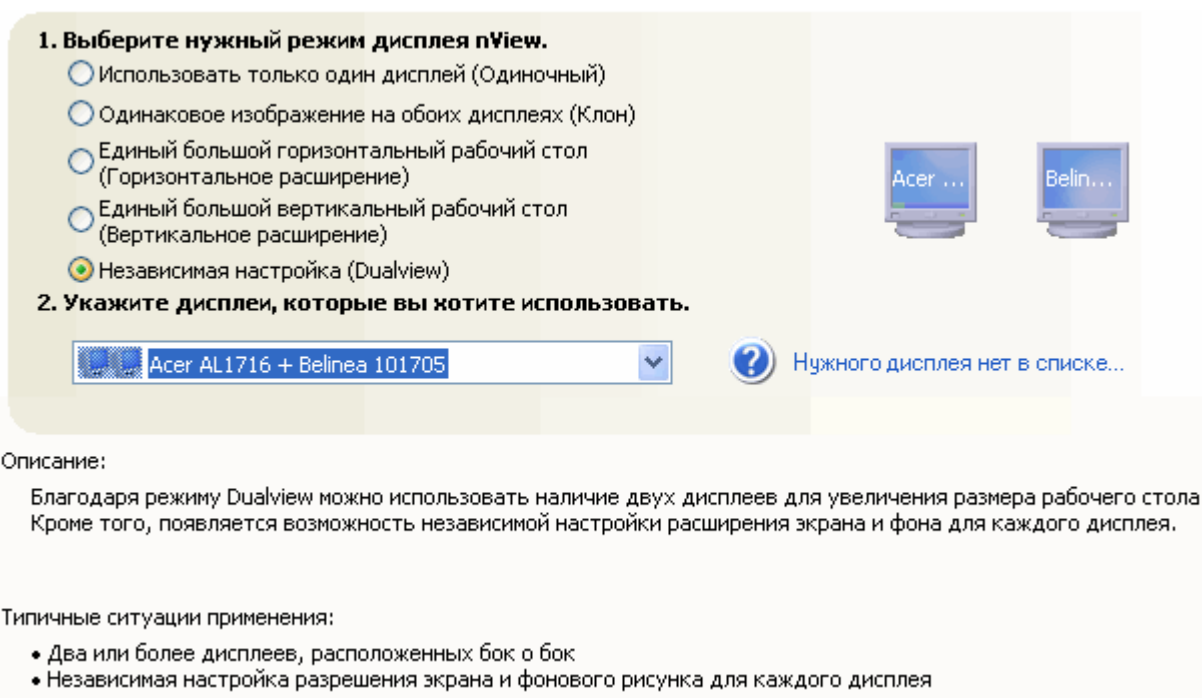 1. Выберите нужный режим дисплея nView.
Использовать только один дисплей (Одиночный)
Одинаковое изображение на обоих дисплеях (Клон)
Единый большой горизонтальный рабочий стол
(Горизонтальное расширение)
Единый большой вертикальный рабочий стол
(Вертикальное расширение)
Независимая настройка (Dualview)
Acer ...
Belin...
2. Укажите дисплеи, которые вы хотите использовать.
Acer AL1716 + Belinea 101705
Нужного дисплея нет в списке...
Описание:
Благодаря режиму Dualview можно использовать наличие двух дисплеев для увеличения размера рабочего стола
Кроме того, появляется возможность независимой настройки расширения экрана и фона для каждого дисплея.
Типичные ситуации применения:
• Два или более дисплеев, расположенных бок о бок
• Независимая настройка разрешения экрана и фонового рисунка для каждого дисплея